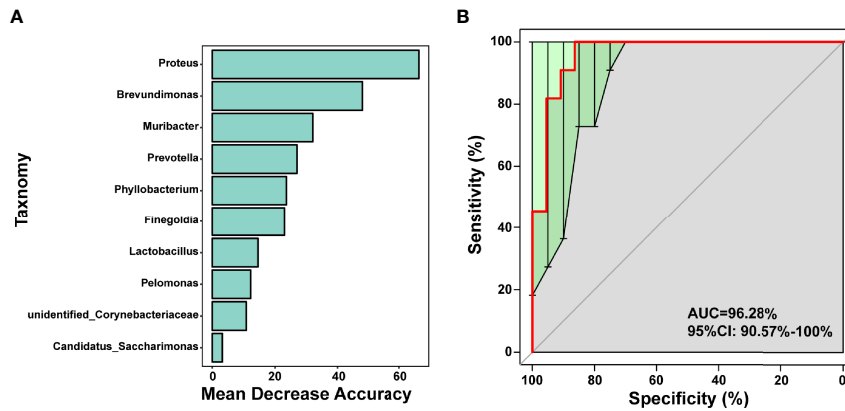 A
Taxnomy
Proteus
Brevundimonas
Muribacter
Prevotella
Phyllobacterium
Finegoldia
Lactobacillus
Pelomonas
unidentified_Corynebacteriaceae
Candidatus_Saccharimonas
0 20 40 60
Mean Decrease Accuracy
B
Sensitivity (%)
100
80
60
40
20
0
AUC=96.28%
95%CI: 90.57%-100%
100 80 60 40 20 0
Specificity (%)